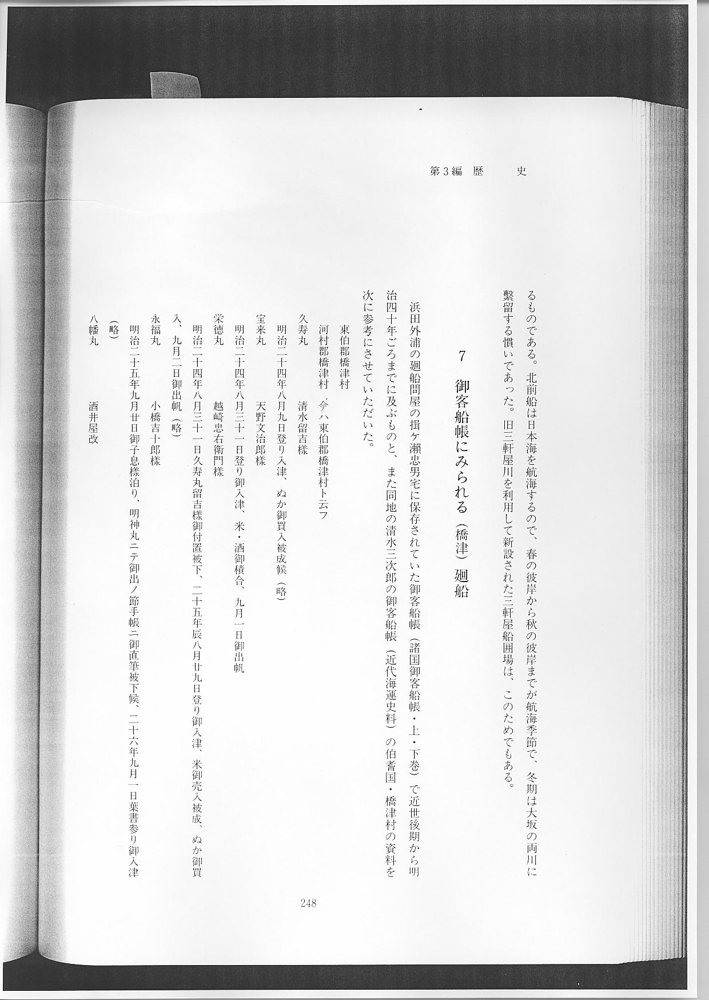 第3編 歴 史
るものである。北前船は日本海を航海するので、春の彼岸から秋の彼岸までが航海季節で、冬期は大坂の両川に
繋留する慣いであった。旧三軒屋川を利用して新設された三軒屋船囲場は、このためでもある。
7 御客船帳にみられる(橋津)廻船
浜田外浦の廻船問屋の揖ケ瀬忠男宅に保存されていた御客船帳(諸国御客船帳・上・下巻)で近世後期から明
治四十年ごろまでに及ぶものと、また同地の清水三次郎の御客船帳(近代海運史料)の伯耆国・橋津村の資料を
次に参考にさせていただいた。
東伯郡橋津村
河村郡橋津村、今ハ東伯郡橋津村ト云フ
久寿丸 清水留吉様
明治二十四年八月九日登り入津、ぬか御買入被成候(略)
宝来丸 天野文治郎様
明治二十四年八月三十一日登り御入津、米・酒御積合、九月一日御出帆
栄徳丸 越崎忠右衛門様
明治二十四年八月三十一日久寿丸留吉様御付置被下、二十五年辰八月廿九日登り御入津、米御売入被成、ぬか御買
入、九月二日御出帆(略)
永福丸 小橋吉十郎様
明治二十五年九月廿日御子息様泊り、明神丸ニテ御出ノ節手帳ニ御直筆被下候、二十六年九月一日葉書参り御入津
(略)
八幡丸 酒井屋改
248